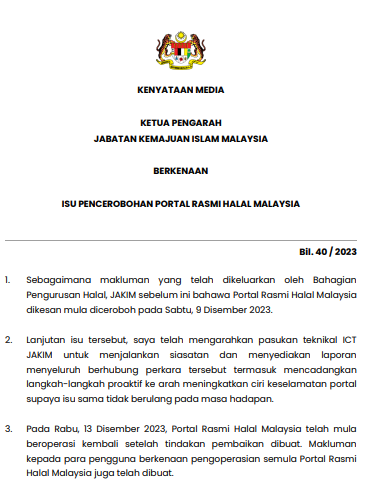 KENYATAAN MEDIA
KETUA PENGARAH
JABATAN KEMAJUAN ISLAM MALAYSIA
BERKENAAN
ISU PENCEROBOHAN PORTAL RASMI HALAL MALAYSIA
Bil. 40 / 2023
1. Sebagaimana makluman yang telah dikeluarkan oleh Bahagian
Pengurusan Halal, JAKIM sebelum ini bahawa Portal Rasmi Halal Malaysia
dikesan mula diceroboh pada Sabtu, 9 Disember 2023.
2. Lanjutan isu tersebut, saya telah mengarahkan pasukan teknikal ICT
JAKIM untuk menjalankan siasatan dan menyediakan laporan
menyeluruh berhubung perkara tersebut termasuk mencadangkan
langkah-langkah proaktif ke arah meningkatkan ciri keselamatan portal
supaya isu sama tidak berulang pada masa hadapan.
3. Pada Rabu, 13 Disember 2023, Portal Rasmi Halal Malaysia telah mula
beroperasi kembali setelah tindakan pembaikan dibuat. Makluman
kepada para pengguna berkenaan pengoperasian semula Portal Rasmi
Halal Malaysia juga telah dibuat.